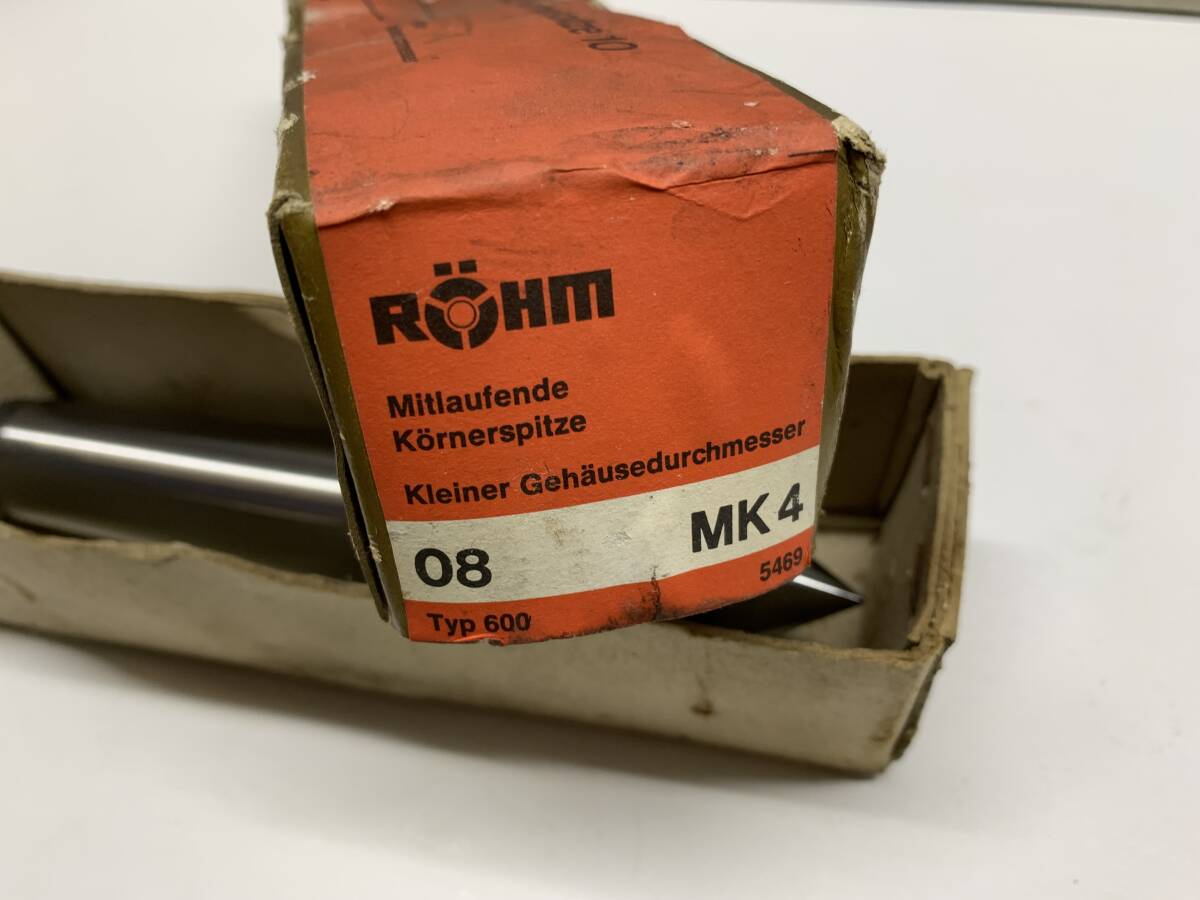 RÖHM
Mitlaufende
Körnerspitze
Kleiner Gehäusedurchmesser
08 MK 4
Typ 600 5469